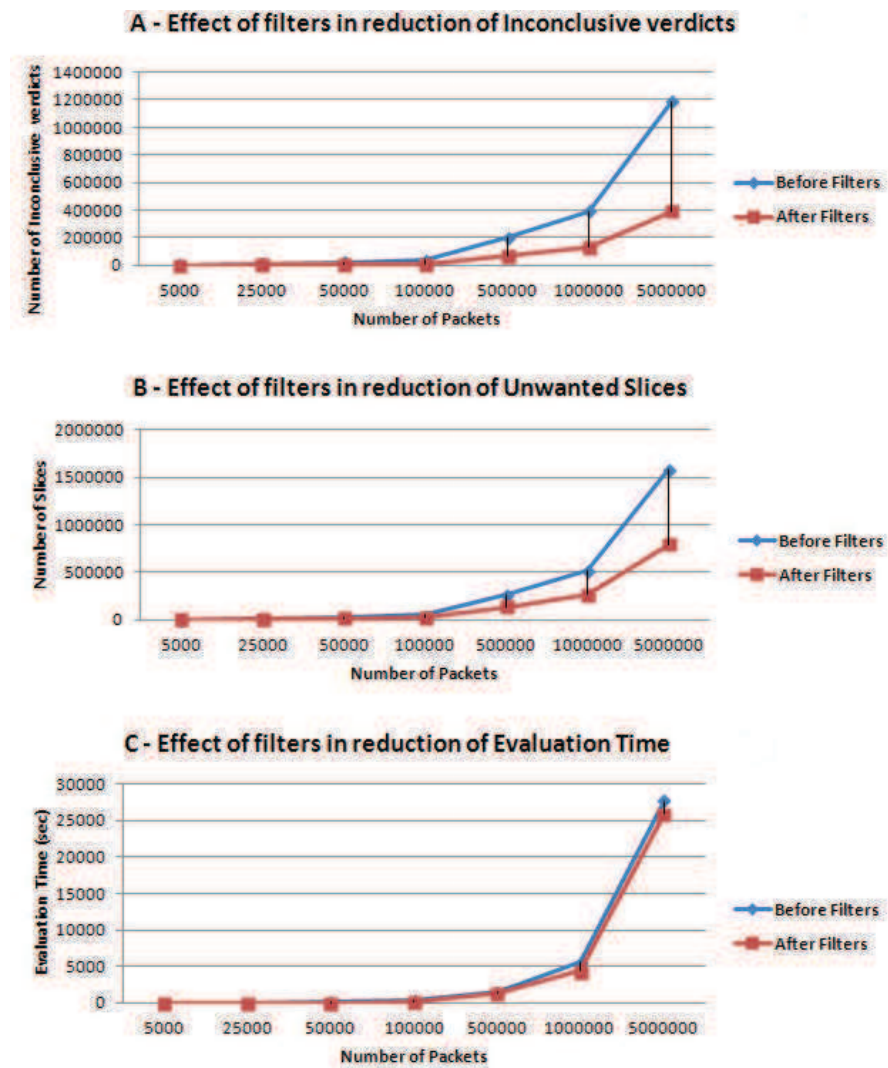 A - Effect of filters in reduction of Inconclusive verdicts
Number of Inconclusive verdicts
1400000
1200000
1000000
800000
600000
400000
200000
0
5000 25000 50000 100000 500000 1000000 5000000
Number of Packets
Before Filters
After Filters
B - Effect of filters in reduction of Unwanted Slices
Number of Slices
2000000
1500000
1000000
500000
0
5000 25000 50000 100000 500000 1000000 5000000
Number of Packets
Before Filters
After Filters
C - Effect of filters in reduction of Evaluation Time
Evaluation Time (sec)
30000
25000
20000
15000
10000
5000
0
5000 25000 50000 100000 500000 1000000 5000000
Number of Packets
Before Filters
After Filters